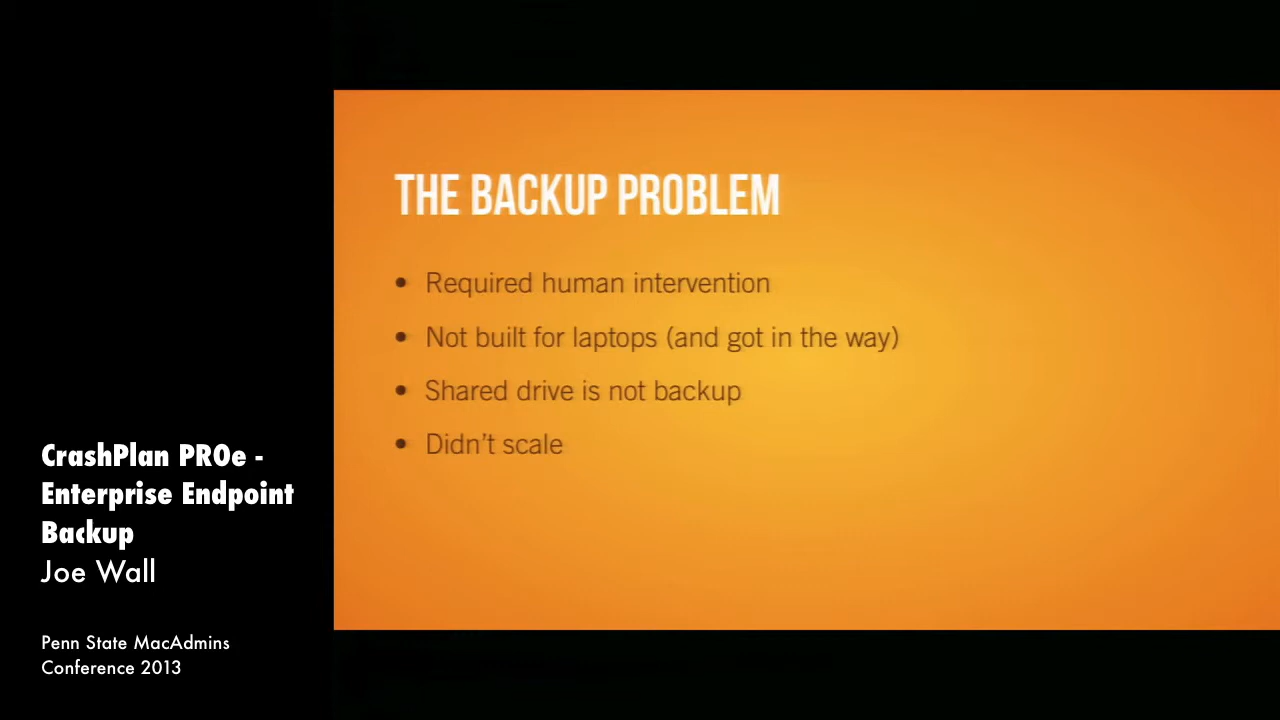 THE BACKUP PROBLEM
• Required human intervention
• Not built for laptops (and got in the way)
• Shared drive is not backup
• Didn't scale
CrashPlan PROe -
Enterprise Endpoint
Backup
Joe Wall
Penn State MacAdmins
Conference 2013